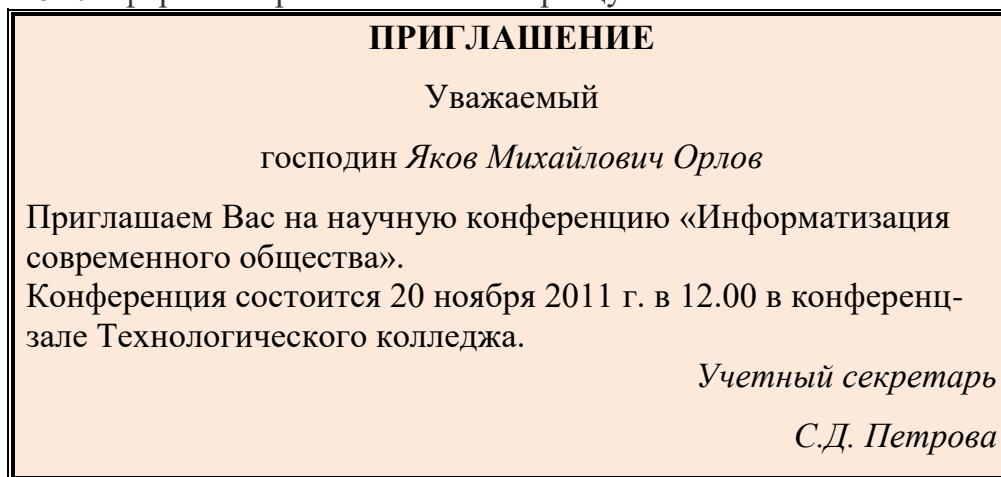 ПРИГЛАШЕНИЕ
Уважаемый
господин Яков Михайлович Орлов
Приглашаем Вас на научную конференцию «Информатизация
современного общества».
Конференция состоится 20 ноября 2011 г. в 12.00 в конференц-
зале Технологического колледжа.
Учетный секретарь
С.Д. Петрова